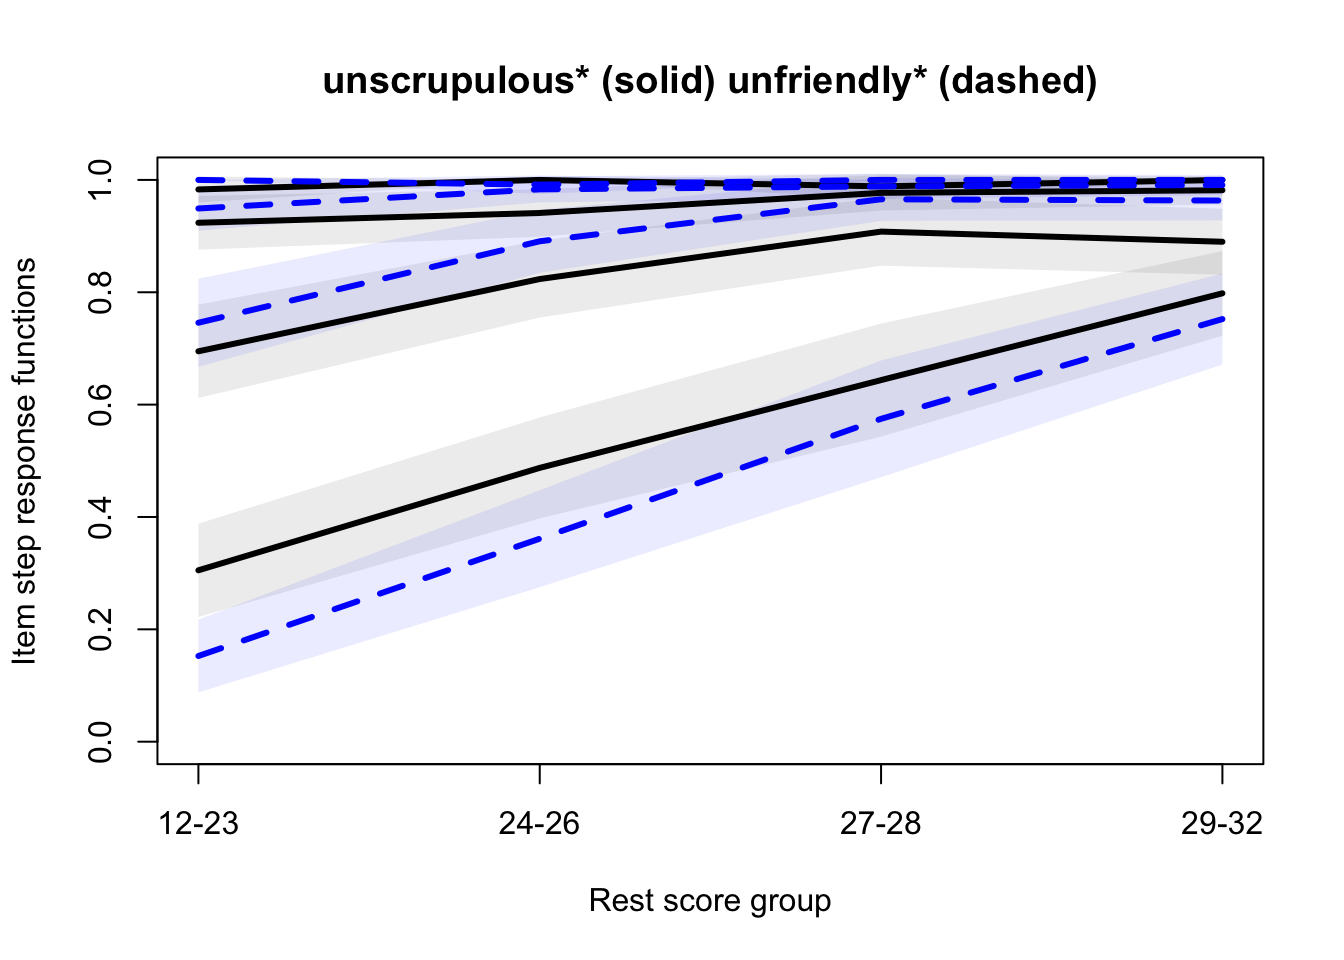 unscrupulous* (solid) unfriendly* (dashed)
Item step response functions
1.0
0.8
0.6
0.4
0.2
0.0
12-23 24-26 27-28 29-32
Rest score group